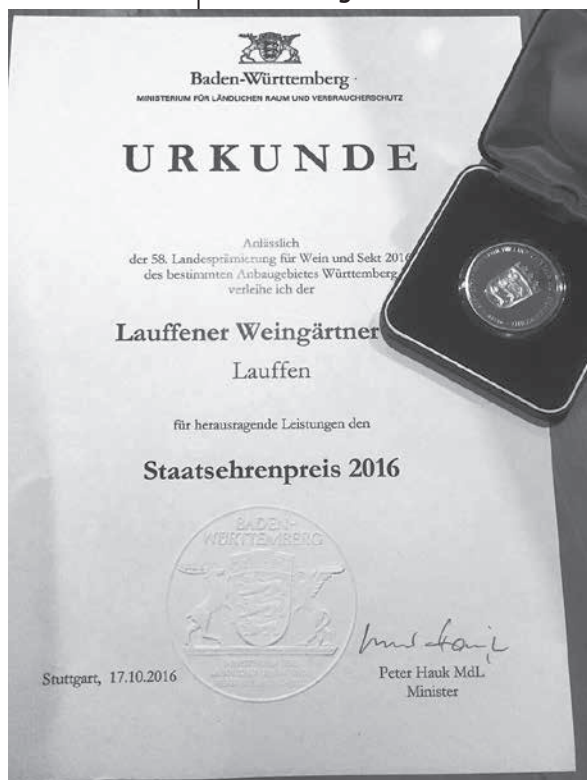 Baden-Württemberg
MINISTERIUM FÜR LÄNDLICHEN RAUM UND VERBRAUCHERSCHUTZ
URKUNDE
Anlässlich
der 58. Landesprämierung für Wein und Sekt 2016
des bestimmten Anbaugebietes Württemberg
verleihe ich der
Lauffener Weingärtner
Lauffen
für herausragende Leistungen den
Staatsehrenpreis 2016
BADEN-
WÜRTTEMBERG
Stuttgart, 17.10.2016
Peter Hauk MdL
Minister